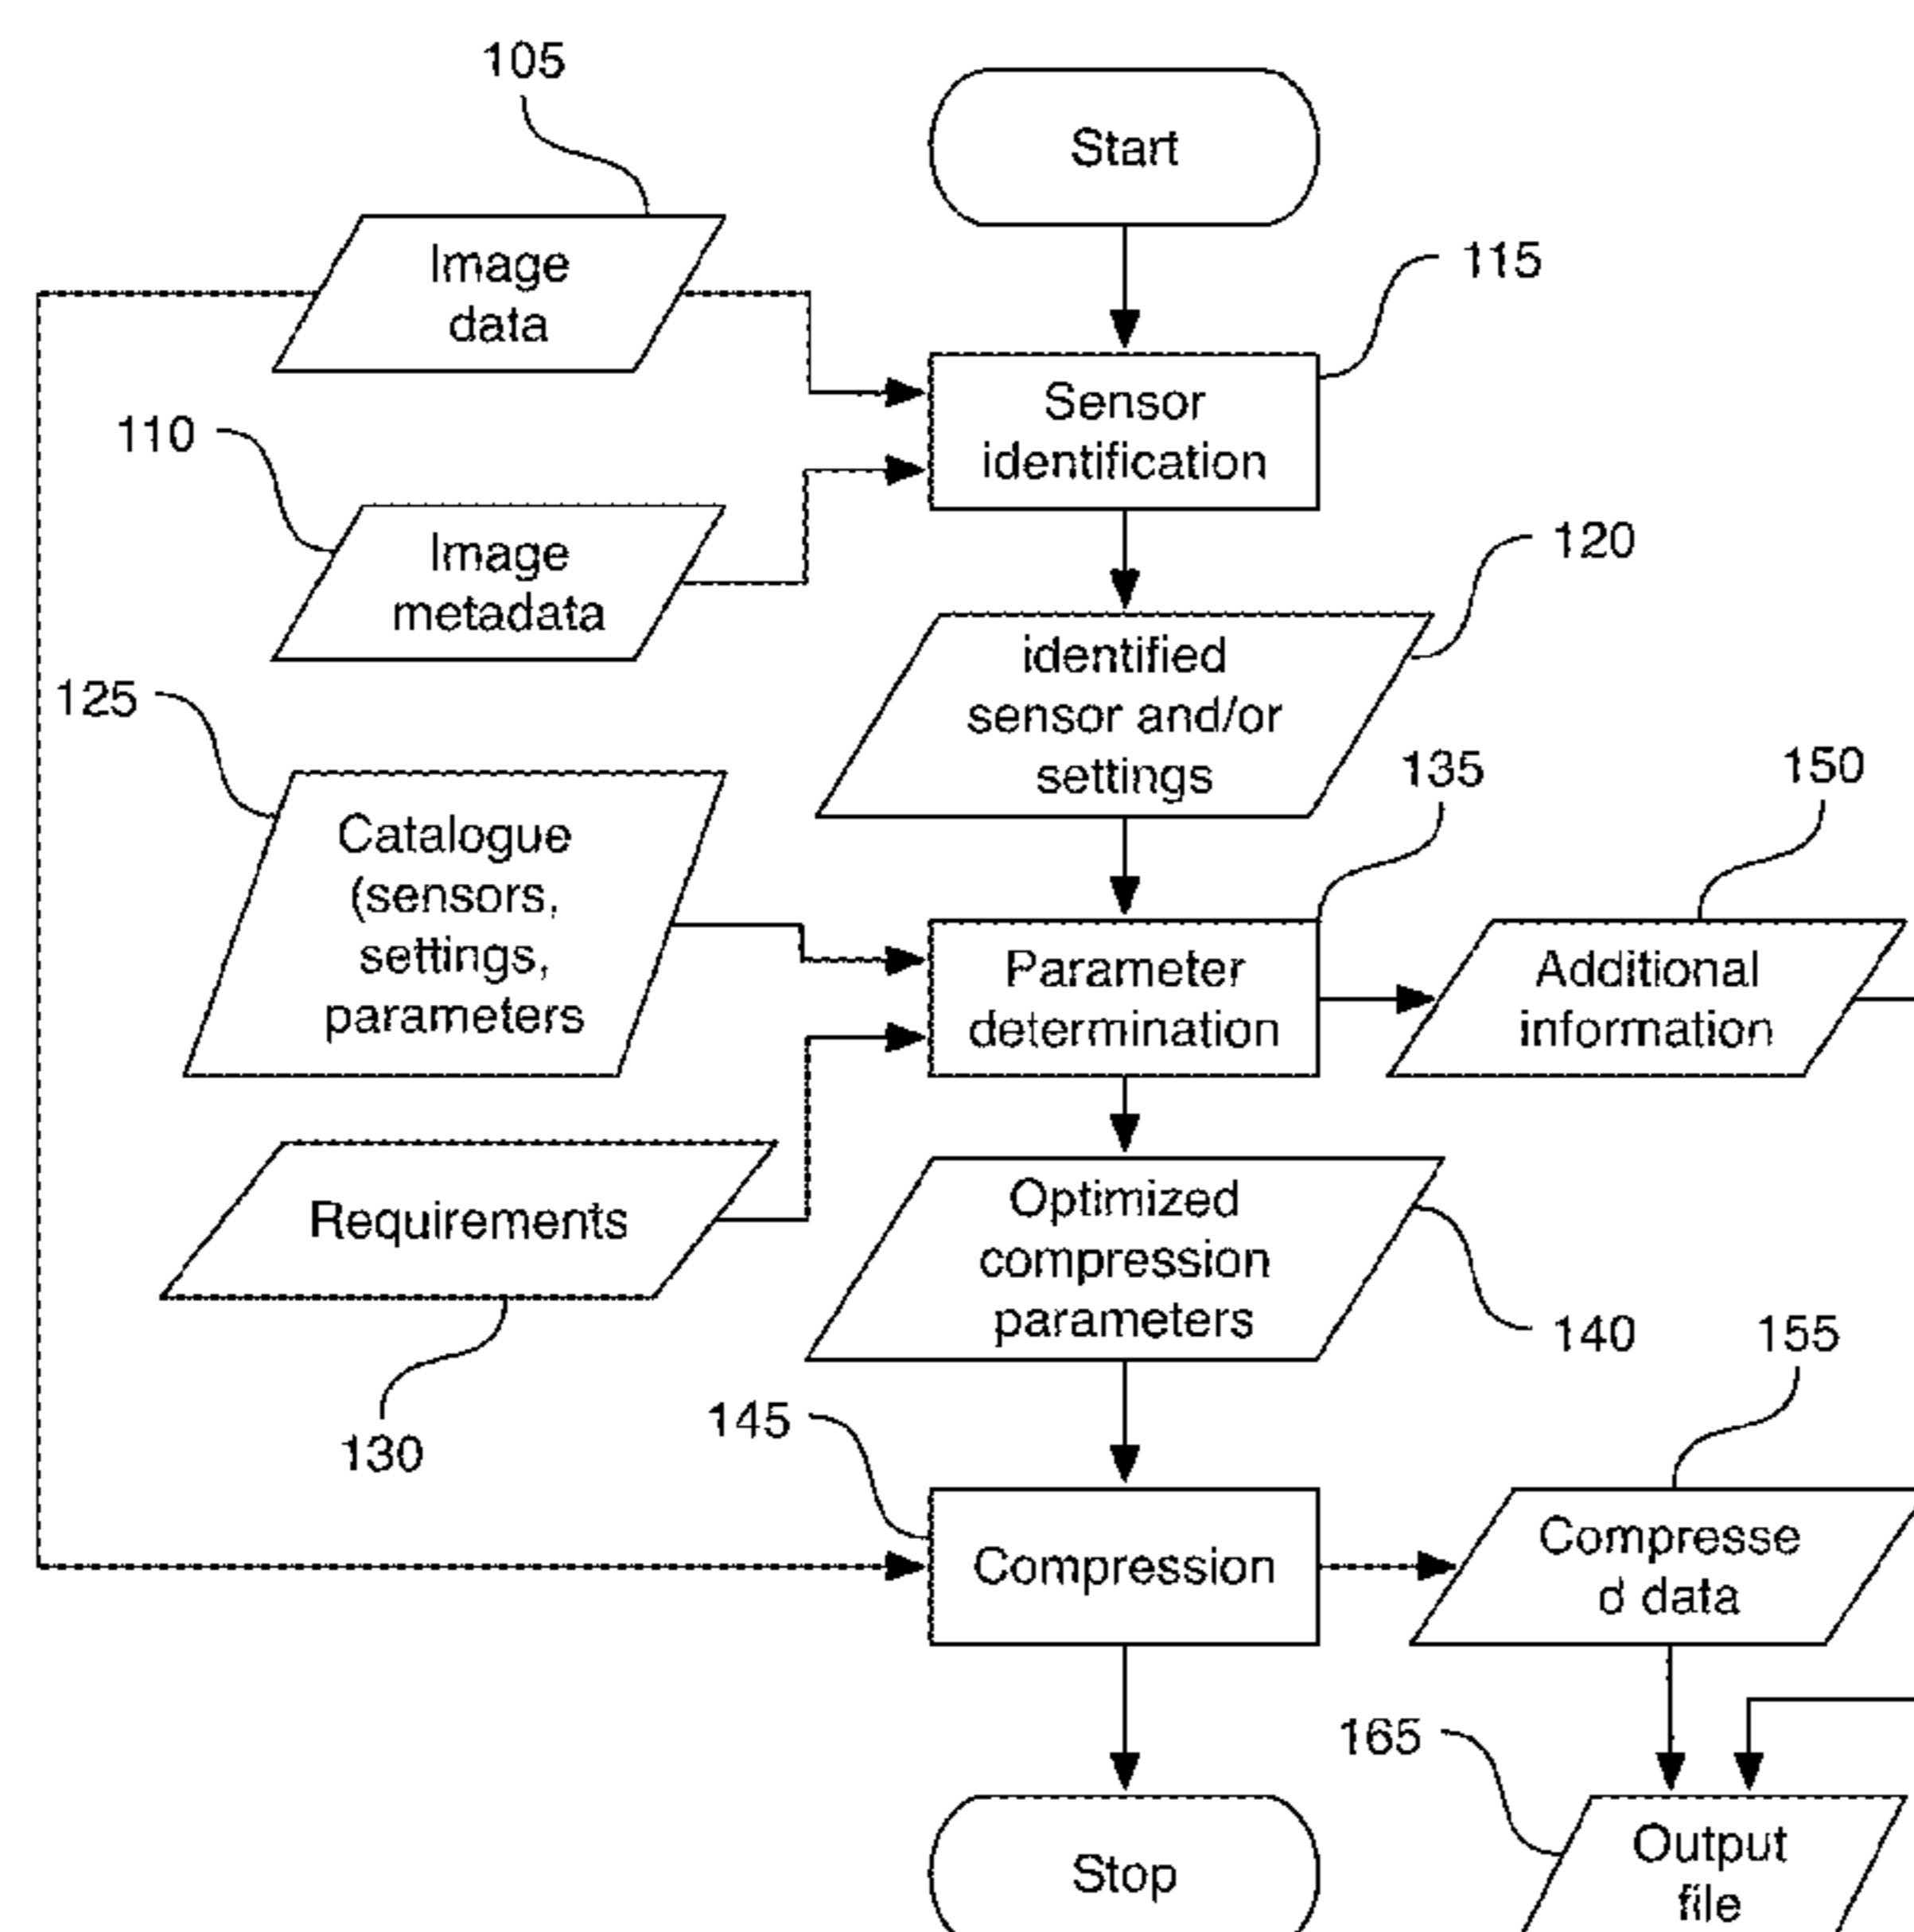 105
Start
Image
data
115
Sensor
identification
110
Image
metadata
120
identified
sensor and/or
settings
125
Catalogue
(sensors,
settings,
parameters
135
150
Parameter
determination
Additional
information
Requirements
130
Optimized
compression
parameters
140
155
145
Compression
Compresse
d data
165
Stop
Output
file